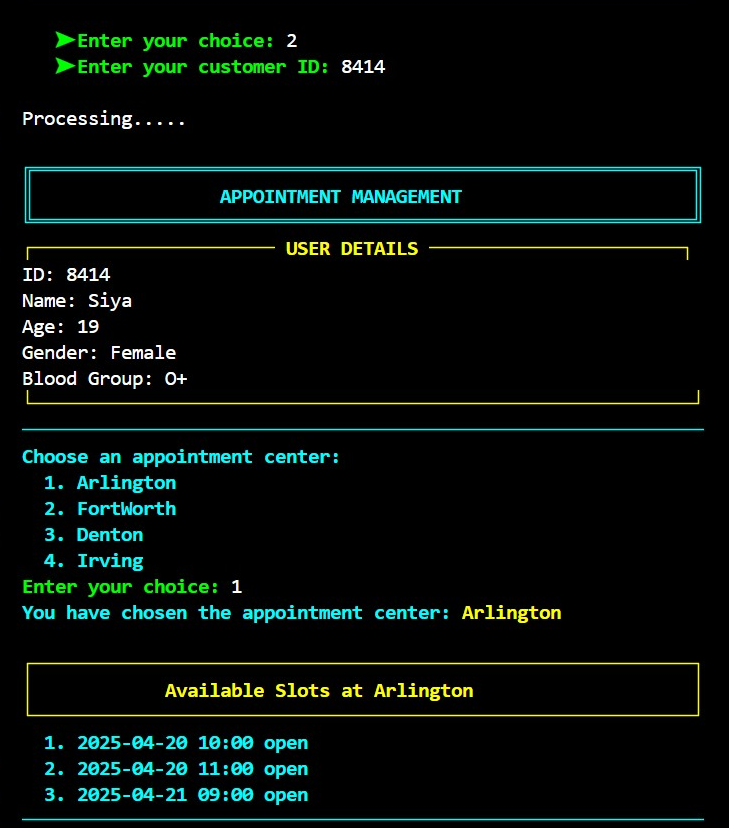 ➤Enter your choice: 2
➤Enter your customer ID: 8414
Processing.....
APPOINTMENT MANAGEMENT
USER DETAILS
ID: 8414
Name: Siya
Age: 19
Gender: Female
Blood Group: O+
Choose an appointment center:
1. Arlington
2. FortWorth
3. Denton
4. Irving
Enter your choice: 1
You have chosen the appointment center: Arlington
Available Slots at Arlington
1. 2025-04-20 10:00 open
2. 2025-04-20 11:00 open
3. 2025-04-21 09:00 open